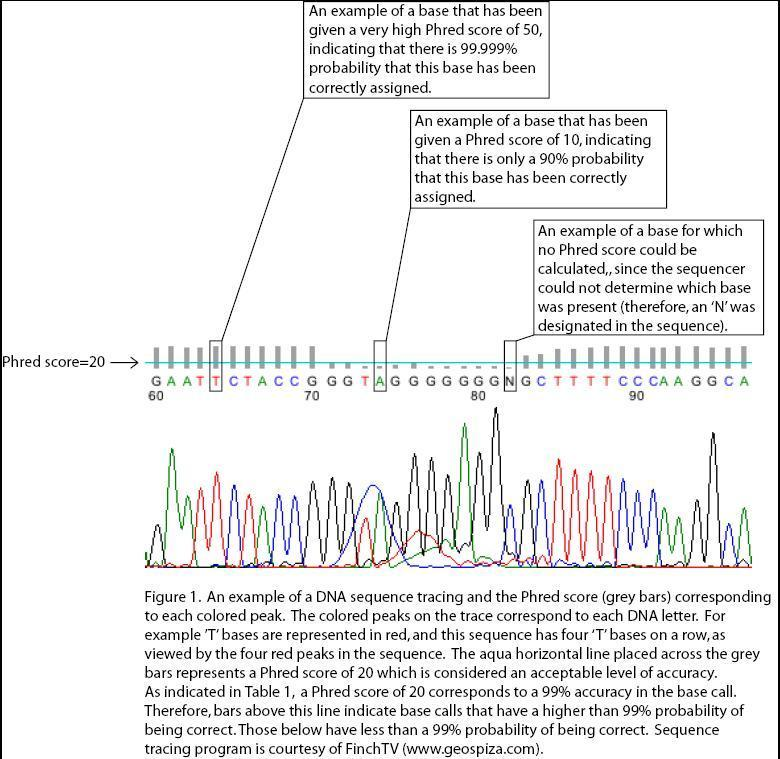 An example of a base that has been
given a very high Phred score of 50,
indicating that there is 99.999%
probability that this base has been
correctly assigned.
An example of a base that has been
given a Phred score of 10, indicating
that there is only a 90% probability
that this base has been correctly
assigned.
An example of a base for which
no Phred score could be
calculated,, since the sequencer
could not determine which base
was present (therefore, an 'N' was
designated in the sequence).
Phred score=20
G A A T T C T A C C G G G T A G G G G G G G N G C T T T T C C C A A G G C A
60 70 80 90
Figure 1. An example of a DNA sequence tracing and the Phred score (grey bars) corresponding
to each colored peak. The colored peaks on the trace correspond to each DNA letter. For
example 'T' bases are represented in red, and this sequence has four 'T' bases on a row, as
viewed by the four red peaks in the sequence. The aqua horizontal line placed across the grey
bars represents a Phred score of 20 which is considered an acceptable level of accuracy.
As indicated in Table 1, a Phred score of 20 corresponds to a 99% accuracy in the base call.
Therefore, bars above this line indicate base calls that have a higher than 99% probability of
being correct. Those below have less than a 99% probability of being correct. Sequence
tracing program is courtesy of FinchTV (www.geospiza.com).